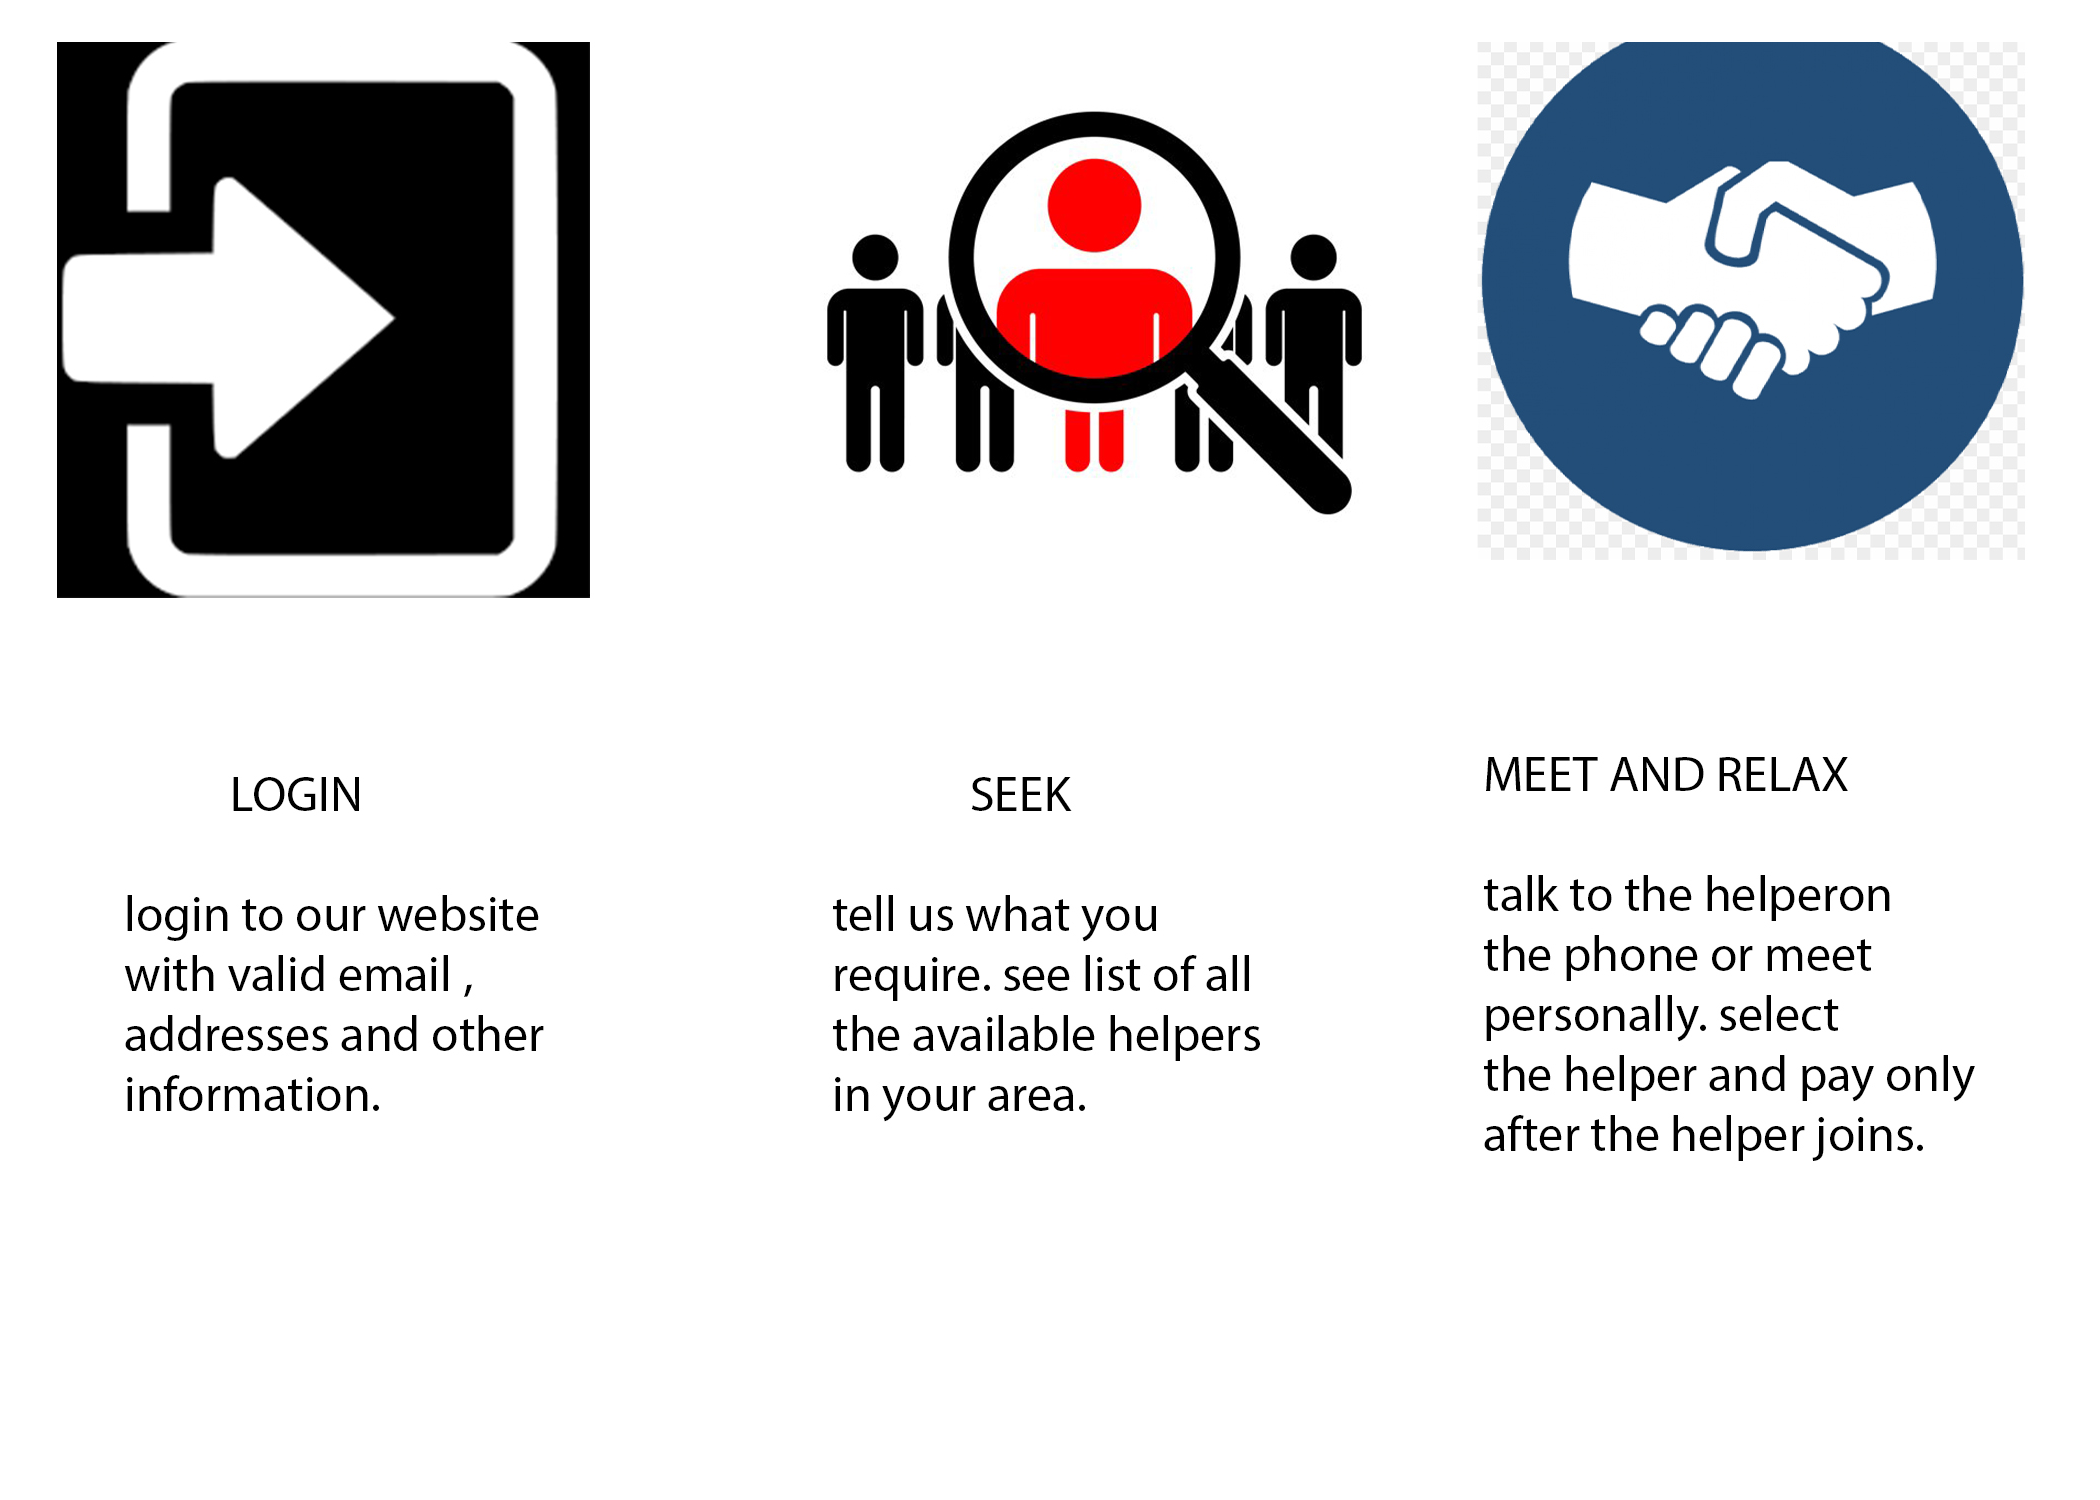 LOGIN
login to our website
with valid email ,
addresses and other
information.
SEEK
tell us what you
require. see list of all
the available helpers
in your area.
MEET AND RELAX
talk to the helperon
the phone or meet
personally. select
the helper and pay only
after the helper joins.